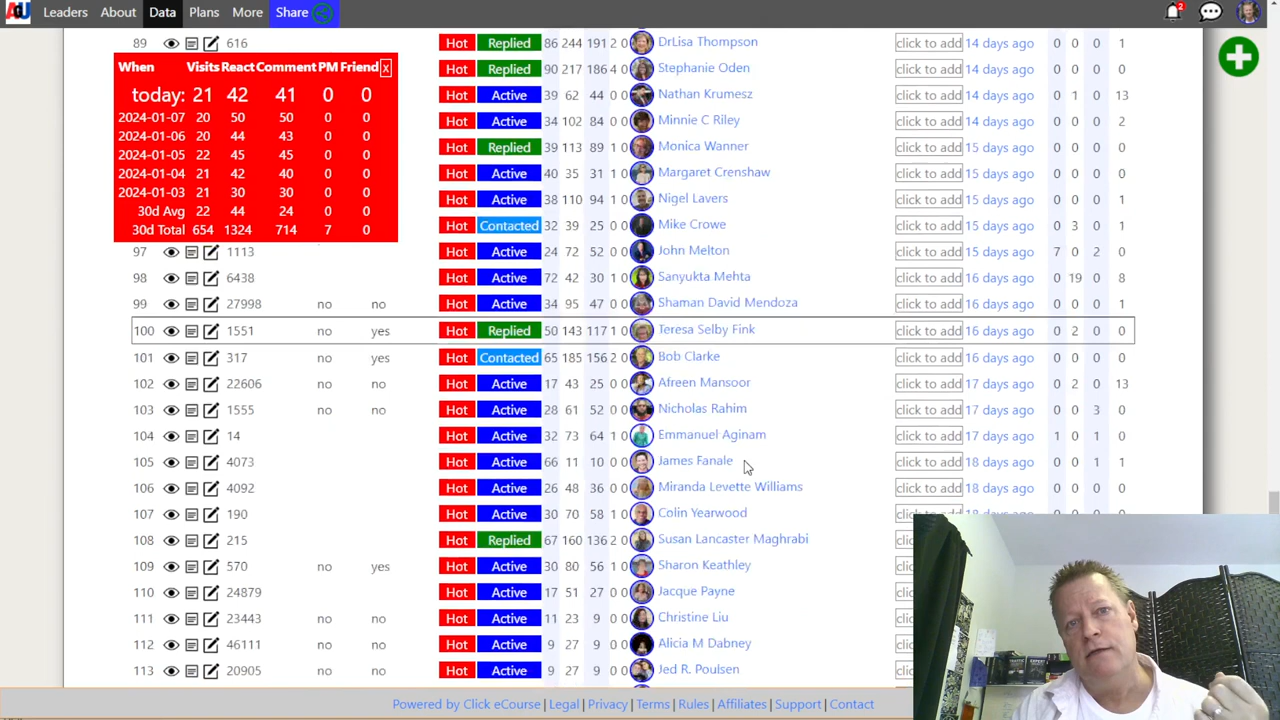 AU Leaders About Data Plans More Share 2
89 616 Hot Replied 86 244 191 2 0 DrLisa Thompson click to add 14 days ago 0 0 0 1
When Visits React Comment PM Friend X
Hot Replied 90 217 186 4 0 Stephanie Oden click to add 14 days ago 0 0 0 0
today: 21 42 41 0 0
Hot Active 39 62 44 0 0 Nathan Krumesz click to add 14 days ago 0 1 0 13
2024-01-07 20 50 50 0 0
Hot Active 34 102 84 0 0 Minnie C Riley click to add 14 days ago 0 0 0 2
2024-01-06 20 44 43 0 0
Hot Replied 39 113 89 1 0 Monica Wanner click to add 15 days ago 0 0 0 0
2024-01-05 22 45 45 0 0
Hot Active 40 35 31 1 0 Margaret Crenshaw click to add 15 days ago 0 0 0 0
2024-01-04 21 42 40 0 0
2024-01-03 21 30 30 0 0
Hot Active 38 110 94 1 0 Nigel Lavers click to add 15 days ago 0 0 0 1
30d Avg 22 44 24 0 0
Hot Contacted 32 39 25 0 0 Mike Crowe click to add 15 days ago 0 3 0 1
30d Total 654 1324 714 7 0
97 1113 Hot Active 24 72 52 0 0 John Melton click to add 15 days ago 7 0 2 0
98 6438 Hot Active 72 42 30 1 0 Sanyukta Mehta click to add 16 days ago 0 19 0 8
99 27998 no no Hot Active 34 95 47 0 0 Shaman David Mendoza click to add 16 days ago 0 0 0 1
100 1551 no yes Hot Replied 50 143 117 1 0 Teresa Selby Fink click to add 16 days ago 0 2 0 0
101 317 no yes Hot Contacted 65 185 156 2 0 Bob Clarke click to add 16 days ago 0 0 0 0
102 22606 no no Hot Active 17 43 25 0 0 Afreen Mansoor click to add 17 days ago 0 2 0 13
103 1555 no no Hot Active 28 61 52 0 0 Nicholas Rahim click to add 17 days ago 0 0 3 0
104 14 Hot Active 32 73 64 1 0 Emmanuel Aginam click to add 17 days ago 1 0 1 0
105 4073 Hot Active 66 11 10 0 0 James Fanale click to add 18 days ago 0 0 1 1
106 4092 Hot Active 26 48 36 0 0 Miranda Levette Williams click to add 18 days ago 0 0 0 1
107 190 Hot Active 30 70 58 1 0 Colin Yearwood click to add
108 215 Hot Replied 67 160 136 2 0 Susan Lancaster Maghrabi clic
109 570 no yes Hot Active 30 80 56 1 0 Sharon Keathley clic
110 24879 Hot Active 17 51 27 0 0 Jacque Payne clic
111 23443 no no Hot Active 11 23 9 0 0 Christine Liu clic
112 46111 no no Hot Active 9 27 9 0 0 Alicia M Dabney clic
113 20905 no no Hot Active 9 27 9 0 0 Jed R. Poulsen clic
Powered by Click eCourse | Legal | Privacy | Terms | Rules | Affiliates | Support | Contact